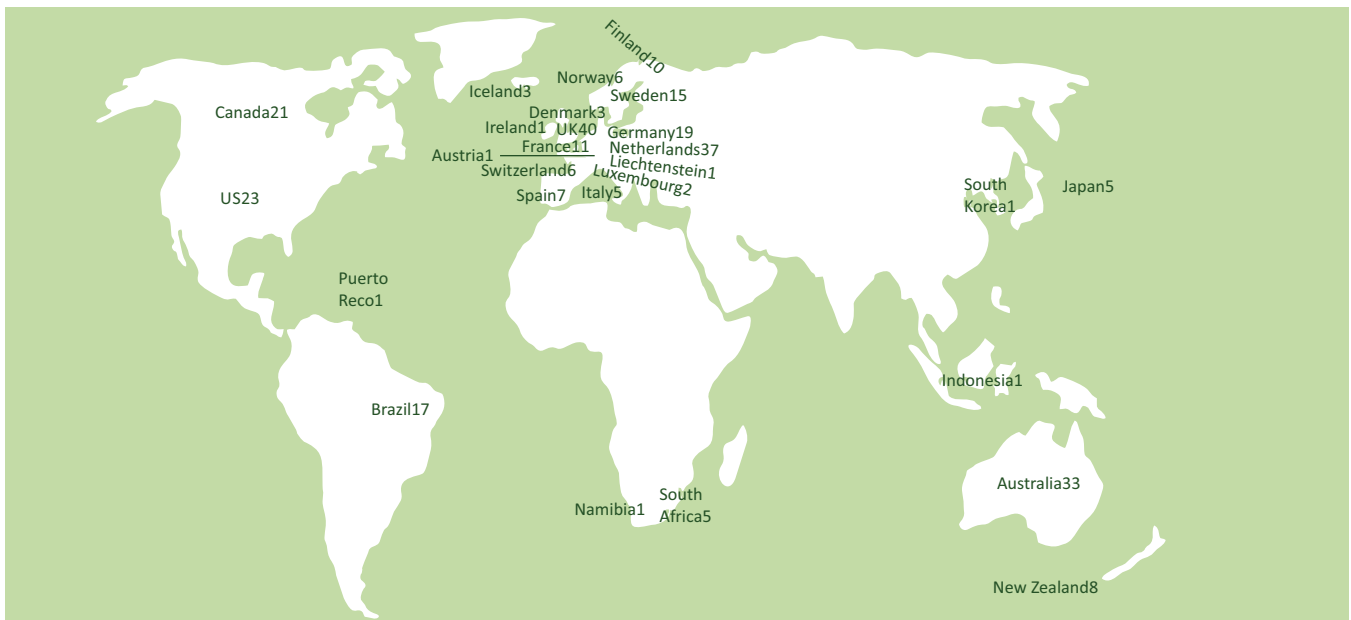 Finland10
Norway6
Iceland3
Sweden15
Canada21
Denmark3
Ireland1
UK40
Germany19
France11
Netherlands37
Austria1
Liechtenstein1
Switzerland6
Luxembourg2
US23
Spain7
Italy5
South
Korea1
Japan5
Puerto
Reco1
Indonesia1
Brazil17
Australia33
Namibia1
South
Africa5
New Zealand8